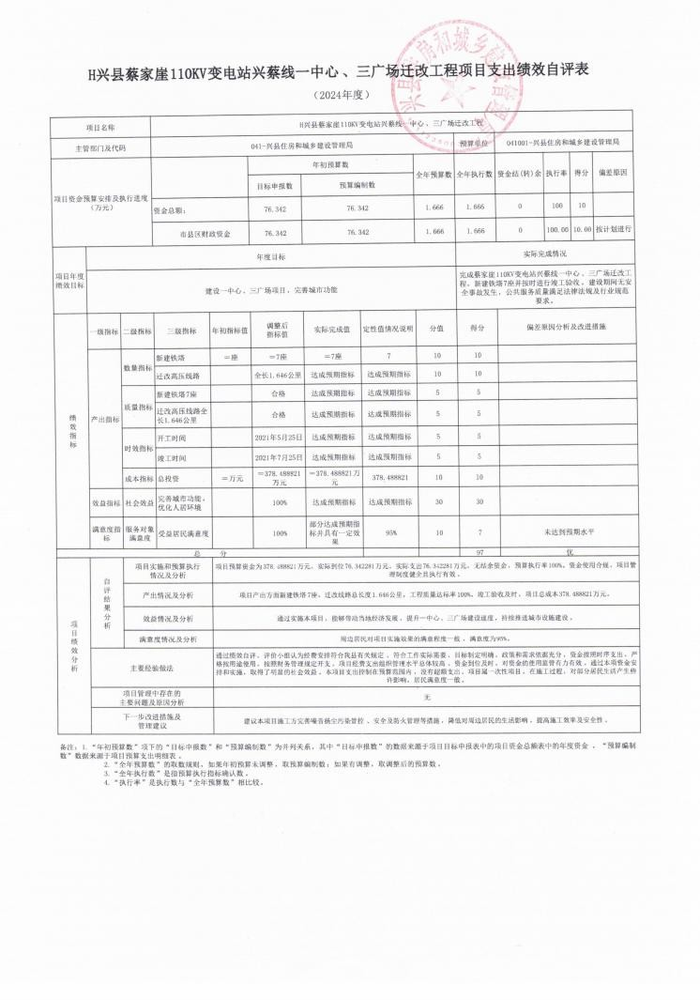 H兴县蔡家崖110KV变电站兴蔡线一中心、三广场迁改工程项目支出绩效自评表
（2024年度）
项目名称 H兴县蔡家崖110KV变电站兴蔡线一中心、三广场迁改工程
主管部门及代码 041-兴县住房和城乡建设管理局 预算单位 041001-兴县住房和城乡建设管理局
项目资金预算安排及执行进度（万元） 年初预算数 全年预算数 全年执行数 资金结(转)余 执行率 得分 偏差原因
目标申报数 预算编制数
资金总额： 76.342 76.342 1.666 1.666 0 100 10
市县区财政资金 76.342 76.342 1.666 1.666 0 100.00 10.00 按计划进行
项目年度绩效目标 年度目标 实际完成情况
建设一中心、三广场项目，完善城市功能
完成蔡家崖110KV变电站兴蔡线一中心、三广场迁改工
程，新建铁塔7座并按时进行竣工验收，建设期间无安
全事故发生，公共服务质量满足法律法规及行业规范
要求。
绩效指标 一级指标 二级指标 三级指标 年初指标值 调整后指标值 实际完成值 定性值情况说明 分值 得分 偏差原因分析及改进措施
产出指标 数量指标 新建铁塔 ＝座 ＝7座 ＝7座 7 10 10
迁改高压线路 全长1.646公里 达成预期指标 达成预期指标 10 10
质量指标 新建铁塔7座 合格 达成预期指标 达成预期指标 5 5
迁改高压线路全长1.646公里 合格 达成预期指标 达成预期指标 5 5
时效指标 开工时间 2021年5月25日 达成预期指标 达成预期指标 5 5
竣工时间 2021年7月25日 达成预期指标 达成预期指标 5 5
成本指标 总投资 ＝万元 ＝378.488821万元 ＝378.488821万元 378.488821 10 10
效益指标 社会效益 完善城市功能，优化人居环境 100% 达成预期指标 达成预期指标 30 30
满意度指标 服务对象满意度 受益居民满意度 100% 部分达成预期指标并具有一定效果 95% 10 7 未达到预期水平
总 分 97 优
项目绩效分析 自评结果分析 项目实施和预算执行情况及分析 项目预算资金为378.488821万元，实际到位76.342281万元，实际支出76.342281万元，无结余资金，预算执行率100%，资金使用合规，项目管
理制度健全且执行有效。
产出情况及分析 项目产出方面新建铁塔7座，迁改线路总长度1.646公里，工程质量达标率100%，竣工验收及时，项目总成本378.488821万元。
效益情况及分析 通过实施本项目，能够带动当地经济发展，提升一中心、三广场建设速度，持续推进城市设施建设。
满意度情况及分析 周边居民对项目实施效果的满意程度一般，满意度为95%。
主要经验做法 通过绩效自评，评价小组认为经费安排符合我县有关规定、符合工作实际需要，目标制定明确，政策和需求依据充分，资金按照时序支出，严
格按用途使用，按照财务管理规定开支，项目经费支出组织管理水平总体较高，资金到位及时，对资金的使用监管有力有效，通过本项资金安
排和实施，取得了明显的社会效益，本项目支出控制在预算范围内，没有超额支出，项目属一次性项目，在施工过程，对部分居民生活产生些
许影响，居民满意度一般。
项目管理中存在的主要问题及原因分析 无
下一步改进措施及管理建议 建议本项目施工方完善噪音扬尘污染管控、安全及防火管理等措施，降低对周边居民的生活影响，提高施工效率及安全性。
备注：1.“年初预算数”项下的“目标申报数”和“预算编制数”为并列关系，其中“目标申报数”的数据来源于项目目标申报表中的项目资金总额表中的年度资金，“预算编制
数”数据来源于项目预算支出明细表。
2.“全年预算数”的取数规则，如果年初预算未调整，取预算编制数；如果有调整，取调整后的预算数。
3.“全年执行数”是指预算执行指标确认数。
4.“执行率”是执行数与“全年预算数”相比较。